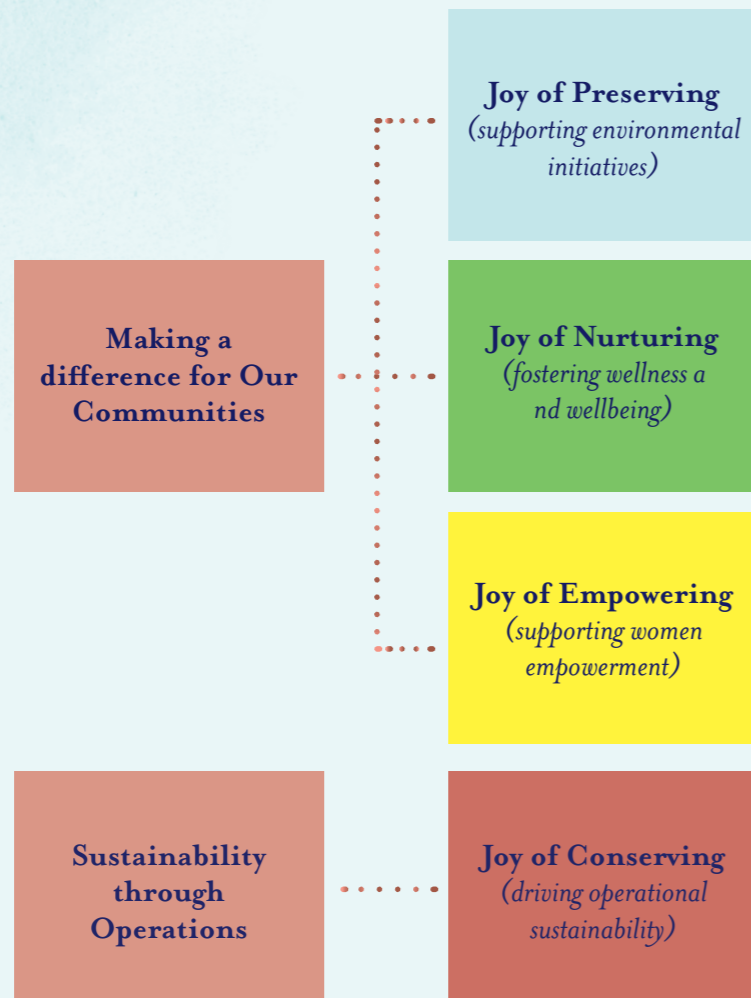 Making a
difference for Our
Communities
Joy of Preserving
(supporting environmental
initiatives)
Joy of Nurturing
(fostering wellness a
nd wellbeing)
Joy of Empowering
(supporting women
empowerment)
Sustainability
through
Operations
Joy of Conserving
(driving operational
sustainability)